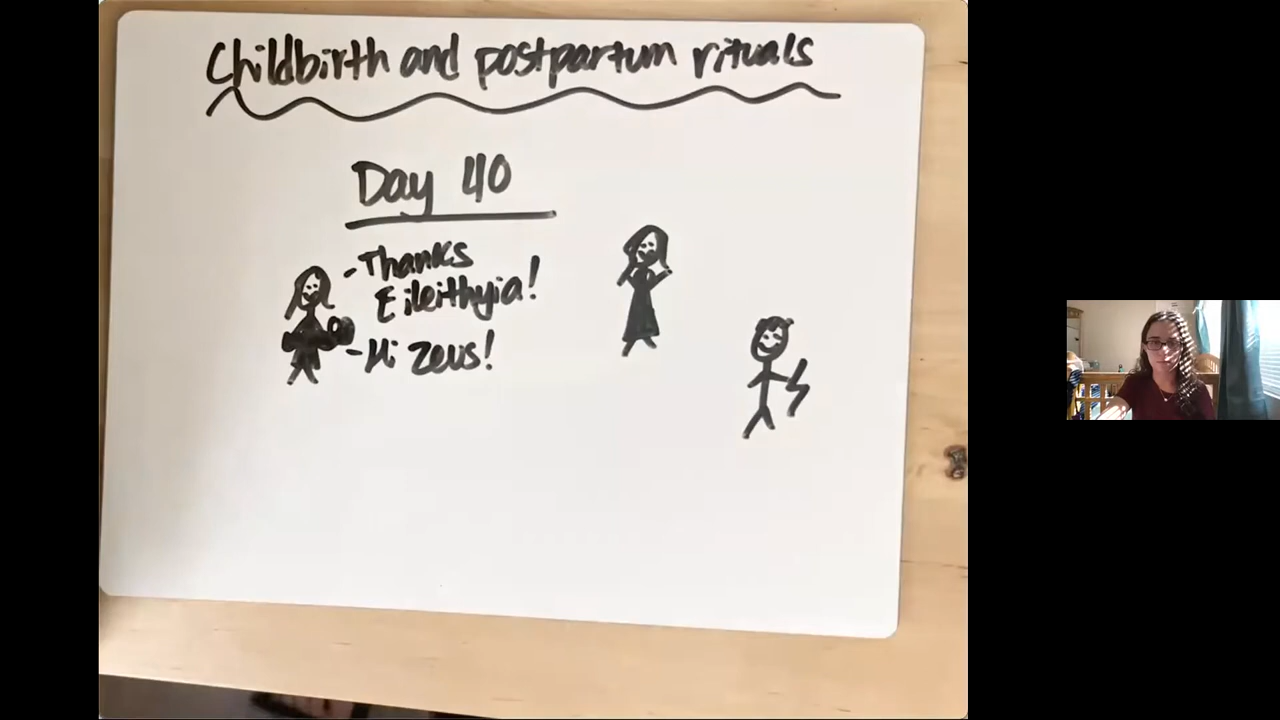 Childbirth and postpartum rituals
Day 40
- Thanks
Eileithyia!
- Hi Zeus!